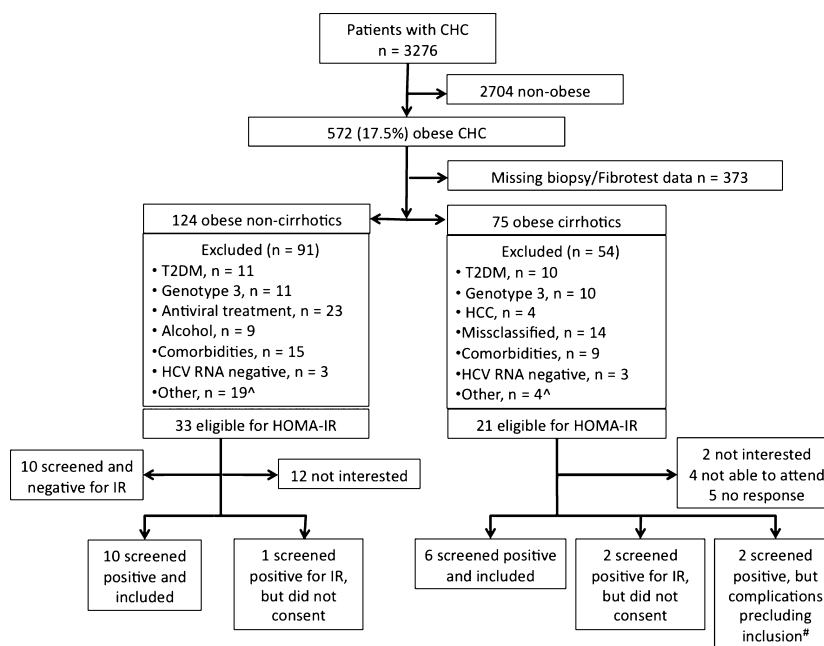 Patients with CHC
n = 3276
2704 non-obese
572 (17.5%) obese CHC
Missing biopsy/Fibrotest data n = 373
124 obese non-cirrhotics
Excluded (n = 91)
• T2DM, n = 11
• Genotype 3, n = 11
• Antiviral treatment, n = 23
• Alcohol, n = 9
•Comorbidities, n = 15
• HCV RNA negative, n = 3
•Other, n = 19^
33 eligible for HOMA-IR
75 obese cirrhotics
Excluded (n = 54)
• T2DM, n = 10
• Genotype 3, n = 10
• HCC, n = 4
•Missclassified, n = 14
•Comorbidities, n = 9
•HCV RNA negative, n = 3
•Other, n = 4^
21 eligible for HOMA-IR
10 screened and
negative for IR
12 not interested
2 not interested
4 not able to attend
5 no response
10 screened
positive and
included
1 screened
positive for IR,
but did not
consent
6 screened positive
and included
2 screened
positive for IR,
but did not
consent
2 screened
positive, but
complications
precluding
inclusion#